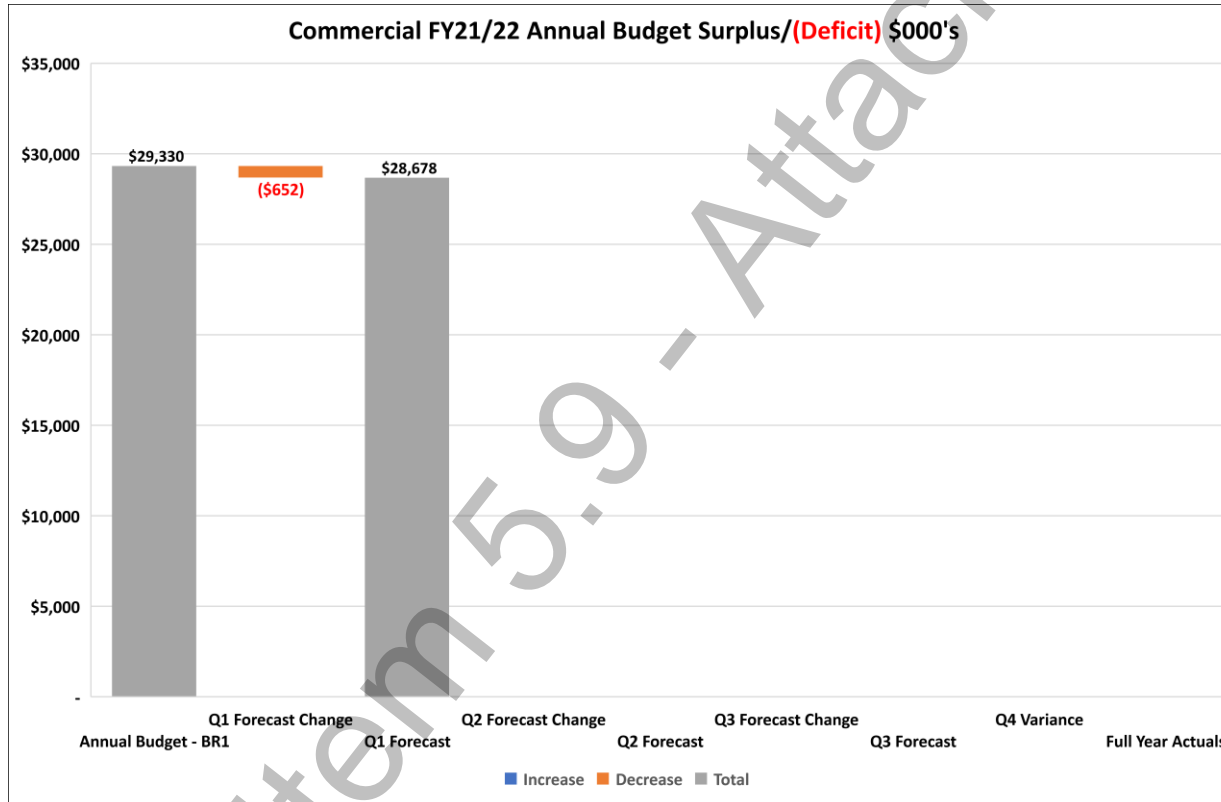 Commercial FY21/22 Annual Budget Surplus/(Deficit) $000's
$35,000
$30,000
$25,000
$20,000
$15,000
$10,000
$5,000
-
$29,330
($652)
$28,678
Q1 Forecast Change
Q2 Forecast Change
Q3 Forecast Change
Q4 Variance
Annual Budget - BR1
Q1 Forecast
Q2 Forecast
Q3 Forecast
Full Year Actuals
Increase
Decrease
Total
Item 5.9 - Attac